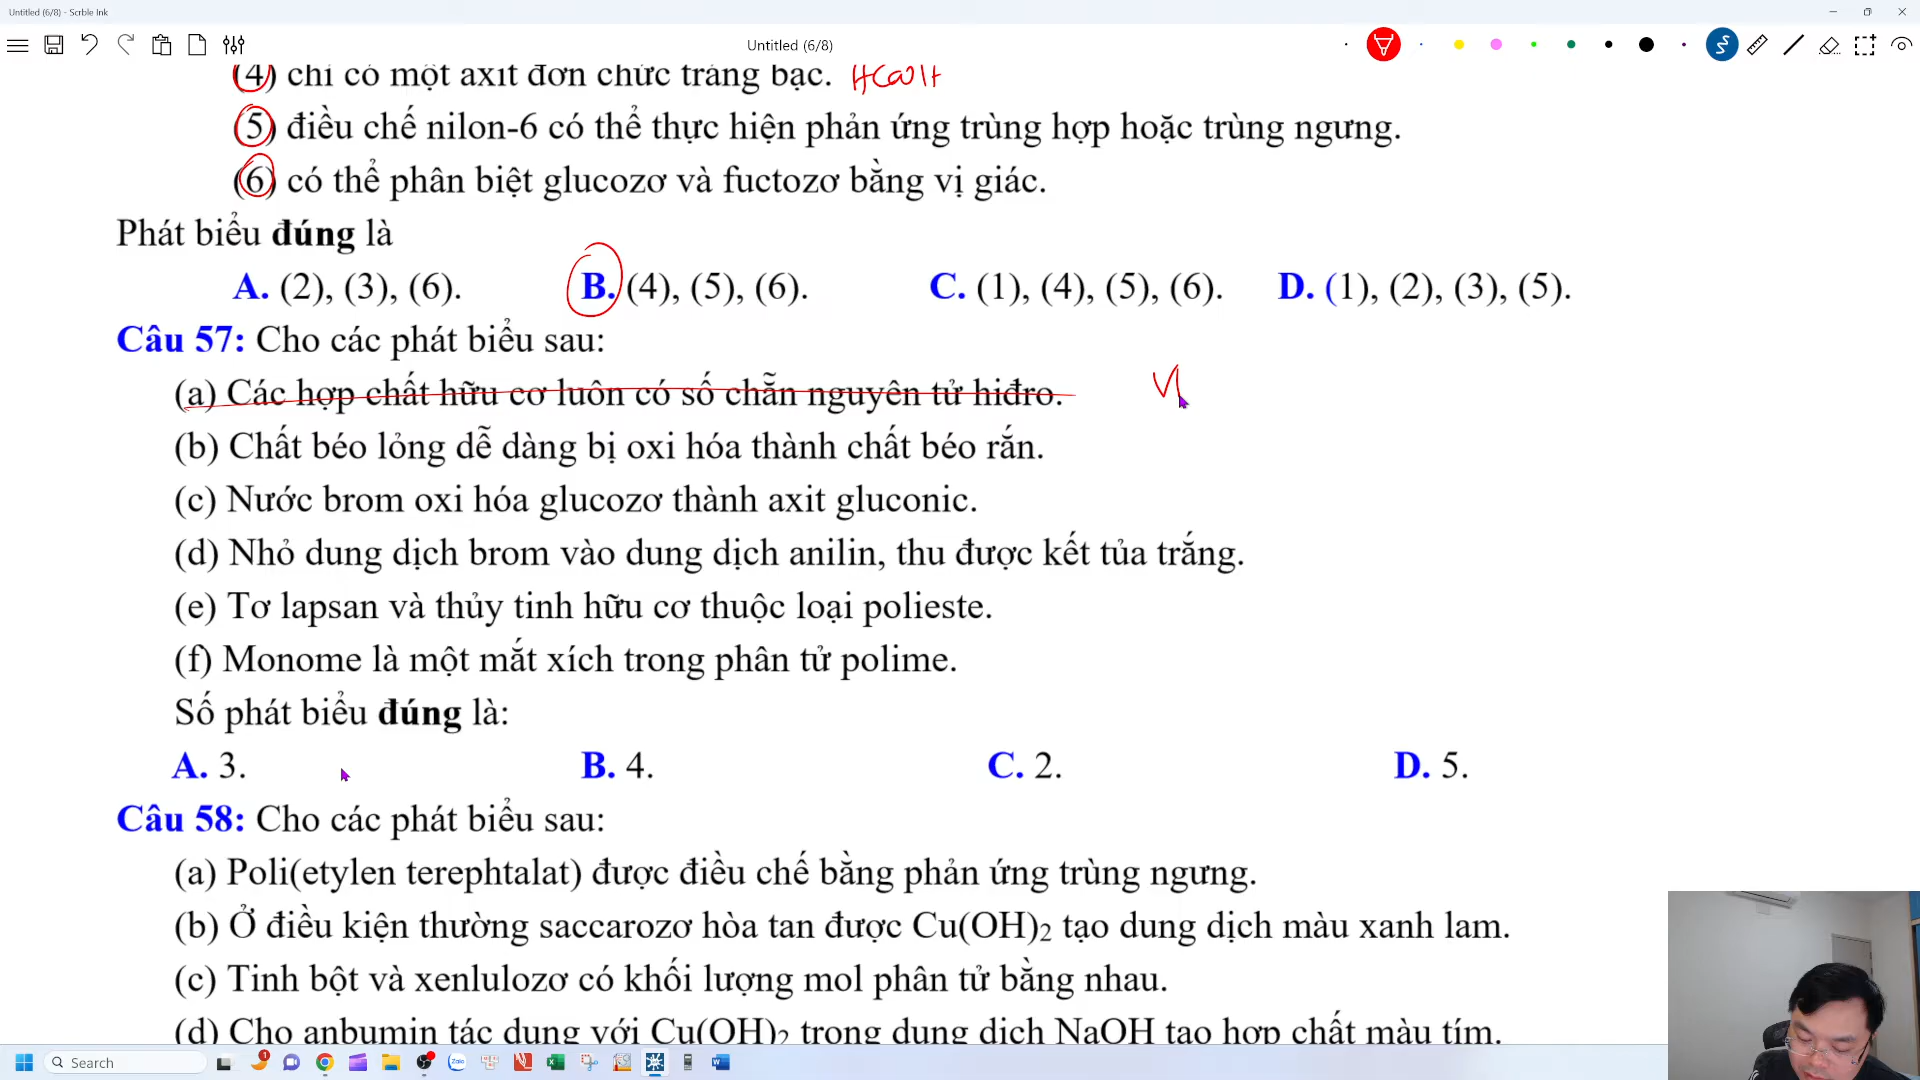 Untitled (6/8) - Scrble Ink
Untitled (6/8)
(4) chỉ có một axit đơn chức tráng bạc. HCOOH
(5) điều chế nilon-6 có thể thực hiện phản ứng trùng hợp hoặc trùng ngưng.
(6) có thể phân biệt glucozơ và fuctozơ bằng vị giác.
Phát biểu đúng là
A. (2), (3), (6). B. (4), (5), (6). C. (1), (4), (5), (6). D. (1), (2), (3), (5).
Câu 57: Cho các phát biểu sau:
(a) Các hợp chất hữu cơ luôn có số chẵn nguyên tử hiđro.
(b) Chất béo lỏng dễ dàng bị oxi hóa thành chất béo rắn.
(c) Nước brom oxi hóa glucozơ thành axit gluconic.
(d) Nhỏ dung dịch brom vào dung dịch anilin, thu được kết tủa trắng.
(e) Tơ lapsan và thủy tinh hữu cơ thuộc loại polieste.
(f) Monome là một mắt xích trong phân tử polime.
Số phát biểu đúng là:
A. 3. B. 4. C. 2. D. 5.
Câu 58: Cho các phát biểu sau:
(a) Poli(etylen terephtalat) được điều chế bằng phản ứng trùng ngưng.
(b) Ở điều kiện thường saccarozơ hòa tan được Cu(OH)₂ tạo dung dịch màu xanh lam.
(c) Tinh bột và xenlulozơ có khối lượng mol phân tử bằng nhau.
(d) Cho anbumin tác dụng với Cu(OH)₂ trong dung dịch NaOH tạo hợp chất màu tím.
Search